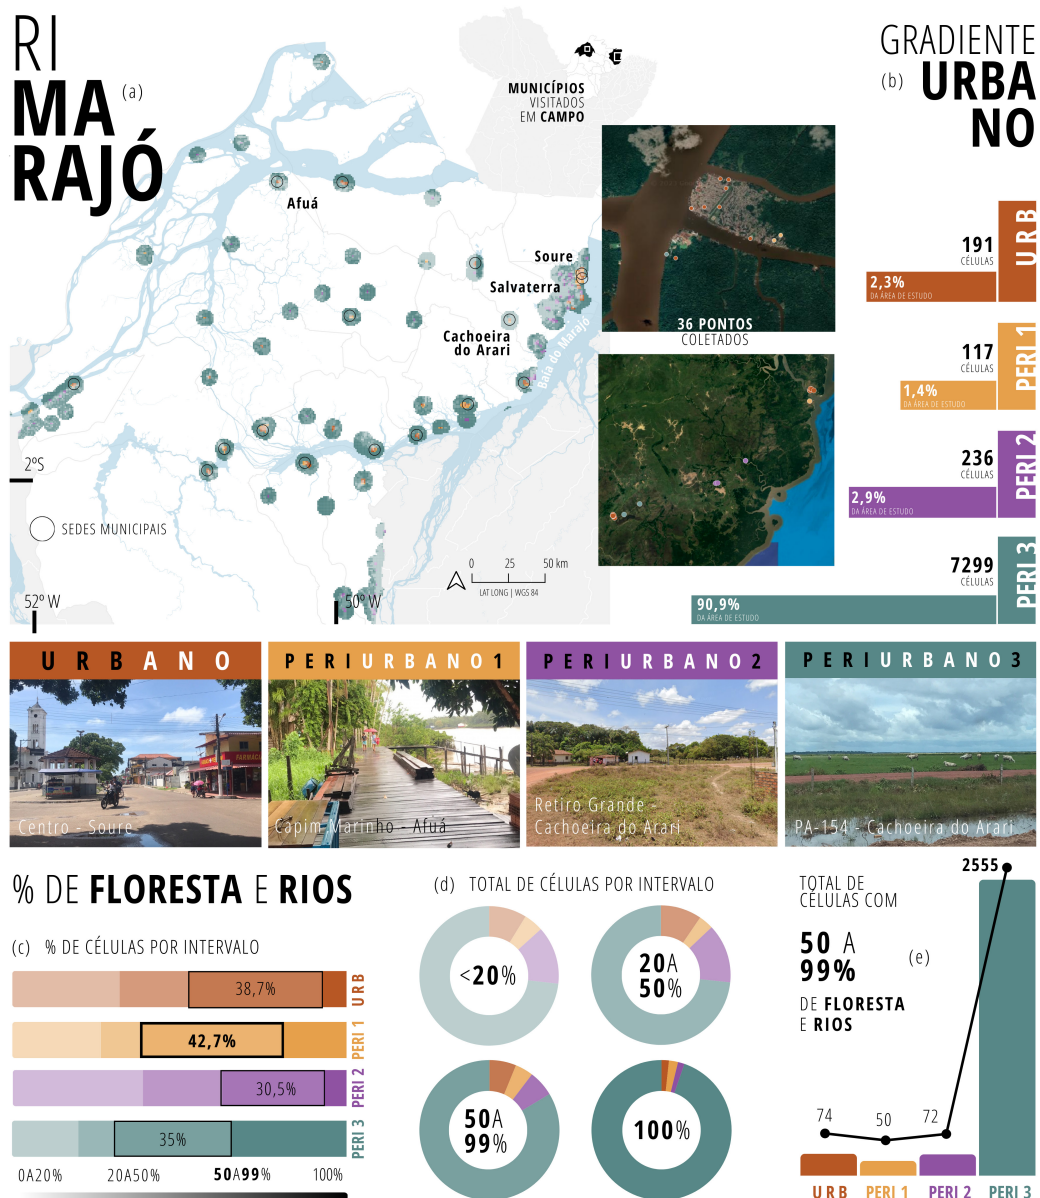 RI
MA
RAJÓ
(a)
MUNICÍPIOS
VISITADOS
EM CAMPO
GRADIENTE
(b) URBA
NO
Afuá
Soure
Salvaterra
Cachoeira
do Arari
Baía do Marajó
36 PONTOS
COLETADOS
2ºS
SEDES MUNICIPAIS
52º W
50º W
0 25 50 km
LAT LONG | WGS 84
191
CÉLULAS
2,3%
DA ÁREA DE ESTUDO
URB
117
CÉLULAS
1,4%
DA ÁREA DE ESTUDO
PERI 1
236
CÉLULAS
2,9%
DA ÁREA DE ESTUDO
PERI 2
7299
CÉLULAS
90,9%
DA ÁREA DE ESTUDO
PERI 3
URBANO
PERIURBANO1
PERIURBANO2
PERIURBANO3
FARMAC
Centro - Soure
Capim Marinho - Afuá
Retiro Grande -
Cachoeira do Arari
PA-154 - Cachoeira do Arari
% DE FLORESTA E RIOS
(c) % DE CÉLULAS POR INTERVALO
38,7%
URB
42,7%
PERI 1
30,5%
PERI 2
35%
PERI 3
0A20% 20A50% 50A99% 100%
(d) TOTAL DE CÉLULAS POR INTERVALO
<20%
20A
50%
50A
99%
100%
TOTAL DE
CÉLULAS COM
50 A
99%
(e)
DE FLORESTA
E RIOS
2555
74
50
72
URB PERI 1 PERI 2 PERI 3